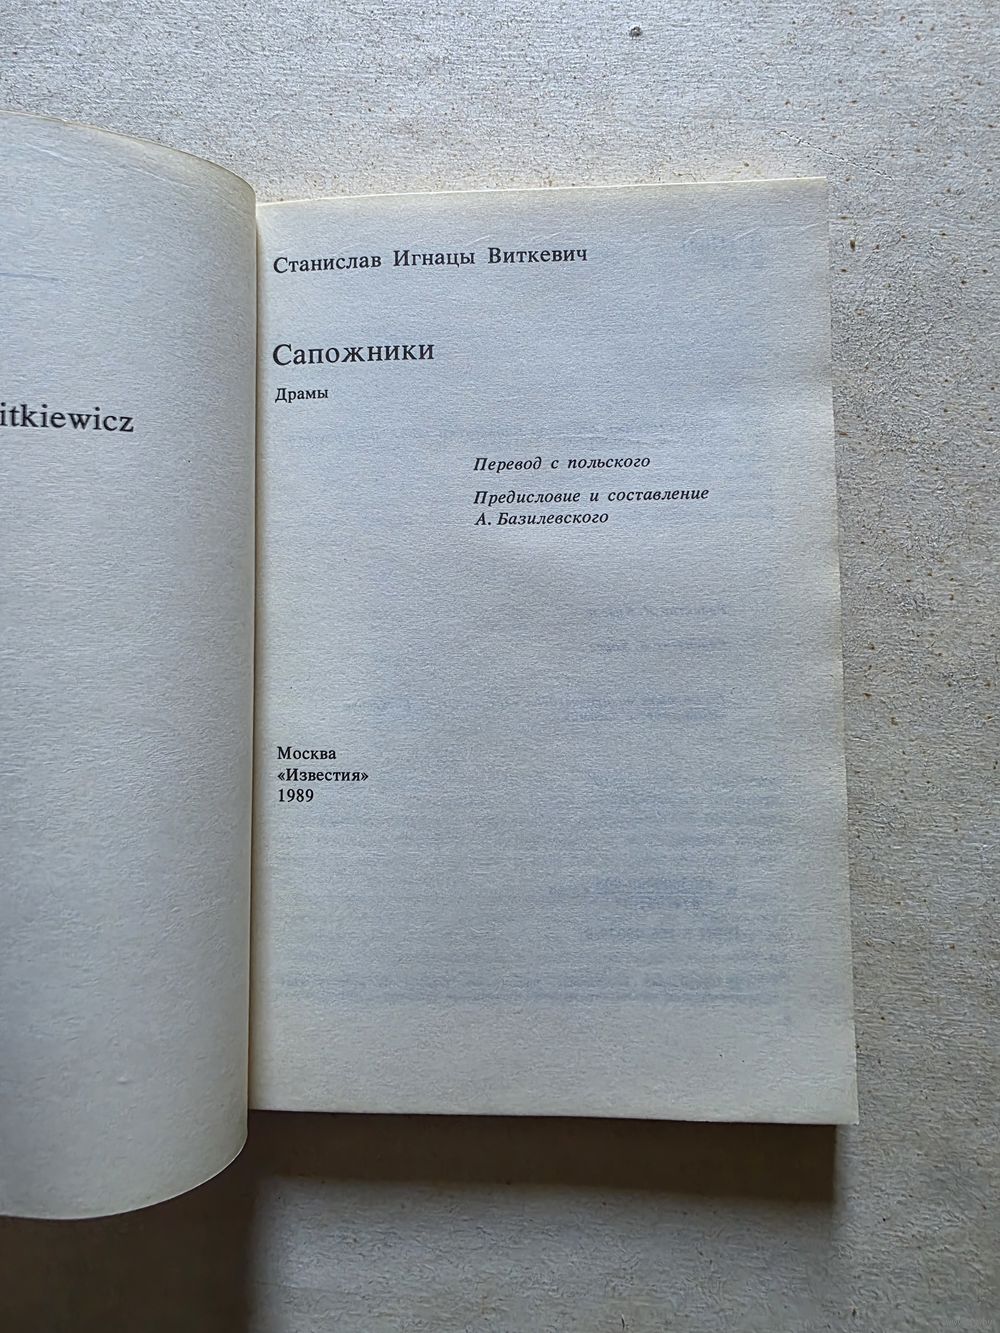 itkiewicz
Станислав Игнацы Виткевич
Сапожники
Драмы
Перевод с польского
Предисловие и составление
А. Базилевского
Москва
«Известия»
1989